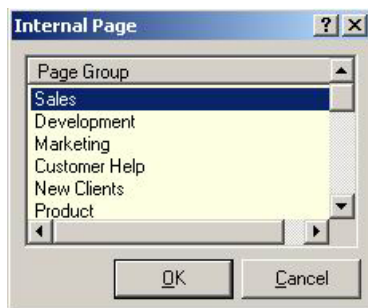 Internal Page
Page Group
Sales
Development
Marketing
Customer Help
New Clients
Product
OK Cancel